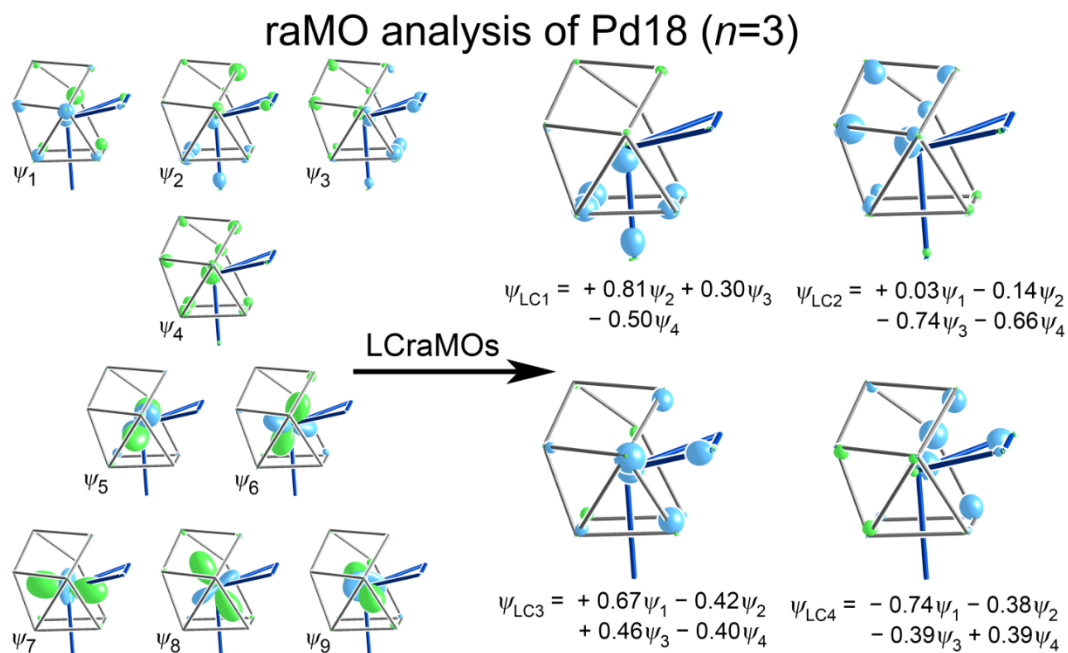 raMO analysis of Pd18 (n=3)
ψ1
ψ2
ψ3
ψ4
ψ5
ψ6
ψ7
ψ8
ψ9
LCraMOs
ψLC1 = + 0.81ψ2 + 0.30ψ3
− 0.50ψ4
ψLC2 = + 0.03ψ1 − 0.14ψ2
− 0.74ψ3 − 0.66ψ4
ψLC3 = + 0.67ψ1 − 0.42ψ2
+ 0.46ψ3 − 0.40ψ4
ψLC4 = − 0.74ψ1 − 0.38ψ2
− 0.39ψ3 + 0.39ψ4